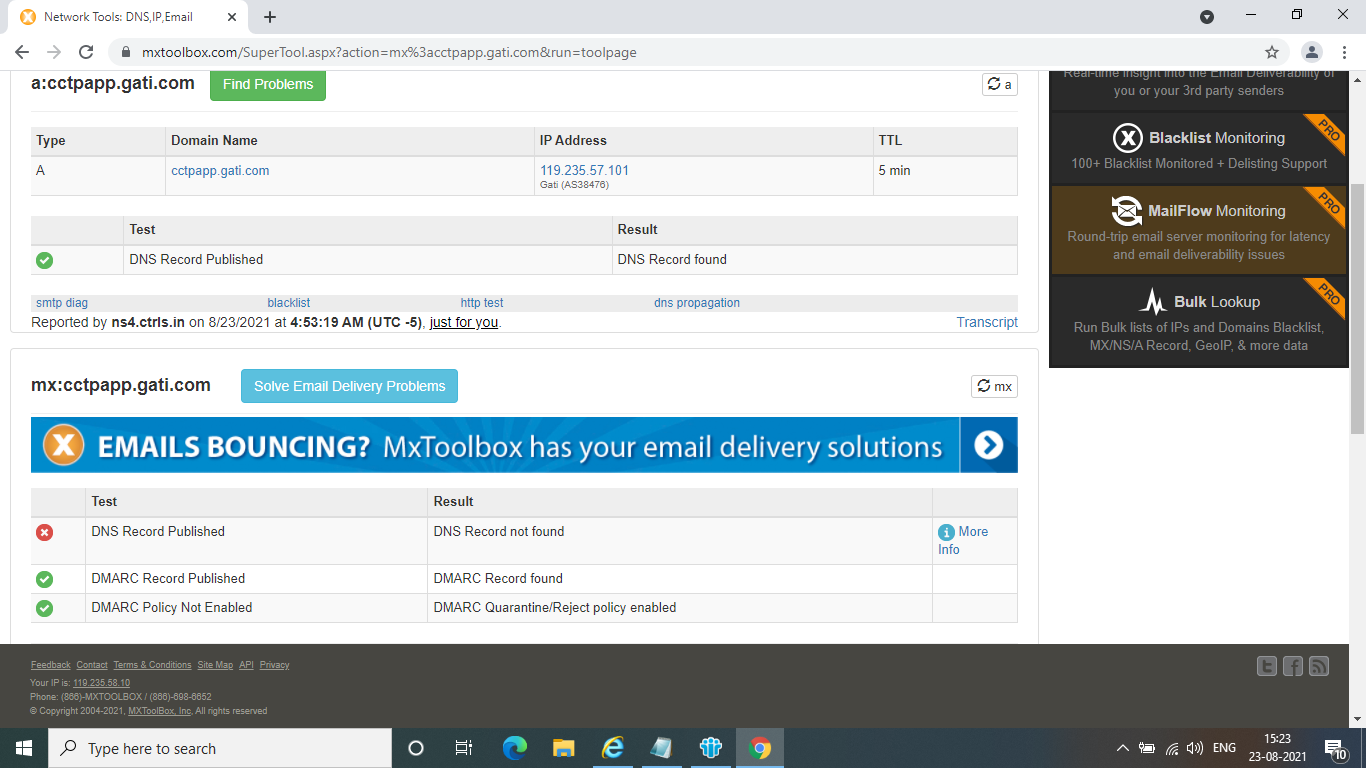 Network Tools: DNS,IP,Email
mxtoolbox.com/SuperTool.aspx?action=mx%3acctpapp.gati.com&run=toolpage
a:cctpapp.gati.com Find Problems a
Type Domain Name IP Address TTL
A cctpapp.gati.com 119.235.57.101 5 min
Gati (AS38476)
Test Result
DNS Record Published DNS Record found
smtp diag blacklist http test dns propagation
Reported by ns4.ctrls.in on 8/23/2021 at 4:53:19 AM (UTC -5), just for you. Transcript
mx:cctpapp.gati.com Solve Email Delivery Problems mx
EMAILS BOUNCING? MxToolbox has your email delivery solutions
Test Result
DNS Record Published DNS Record not found More
Info
DMARC Record Published DMARC Record found
DMARC Policy Not Enabled DMARC Quarantine/Reject policy enabled
Real-time insight into the Email Deliverability of
you or your 3rd party senders
Blacklist Monitoring PRO
100+ Blacklist Monitored + Delisting Support
MailFlow Monitoring PRO
Round-trip email server monitoring for latency
and email deliverability issues
Bulk Lookup PRO
Run Bulk lists of IPs and Domains Blacklist,
MX/NS/A Record, GeoIP, & more data
Feedback Contact Terms & Conditions Site Map API Privacy
Your IP is: 119.235.58.10
Phone: (866)-MXTOOLBOX / (866)-698-6652
© Copyright 2004-2021, MXToolBox, Inc, All rights reserved
Type here to search
ENG
15:23
23-08-2021
10